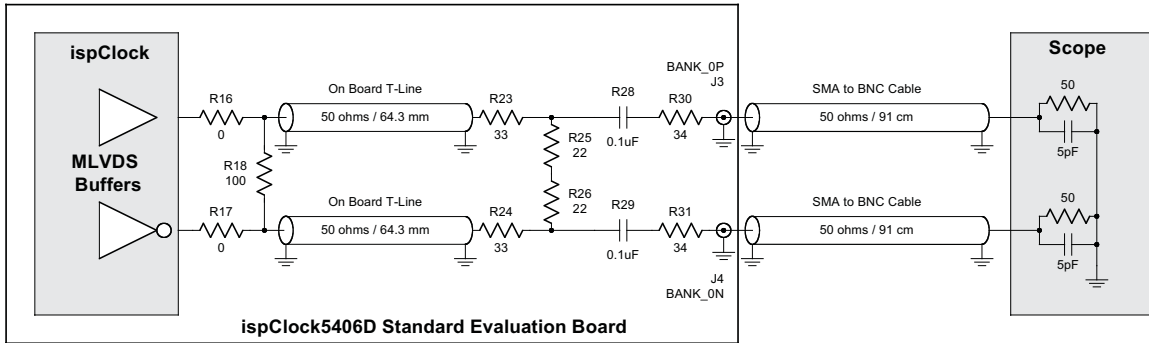 ispClock
MLVDS
Buffers
R16
0
R18
100
R17
0
On Board T-Line
50 ohms / 64.3 mm
On Board T-Line
50 ohms / 64.3 mm
R23
33
R24
33
R25
22
R26
22
R28
0.1uF
R29
0.1uF
R30
34
R31
34
BANK_0P
J3
J4
BANK_0N
ispClock5406D Standard Evaluation Board
SMA to BNC Cable
50 ohms / 91 cm
SMA to BNC Cable
50 ohms / 91 cm
Scope
50
5pF
50
5pF